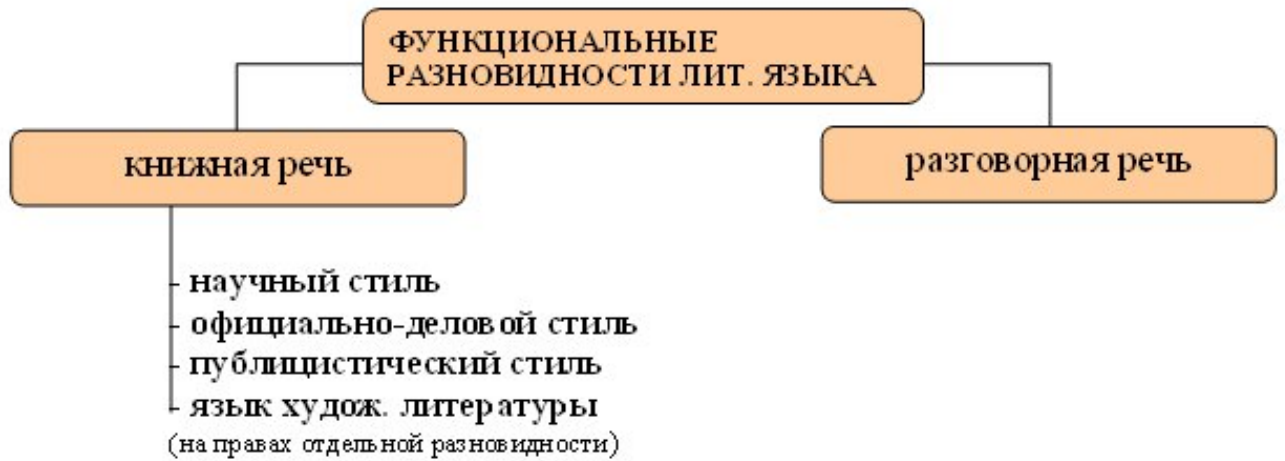 ФУНКЦИОНАЛЬНЫЕ
РАЗНОВИДНОСТИ ЛИТ. ЯЗЫКА
книжная речь
разговорная речь
- научный стиль
- официально-деловой стиль
- публицистический стиль
- язык худож. литературы
(на правах отдельной разновидности)